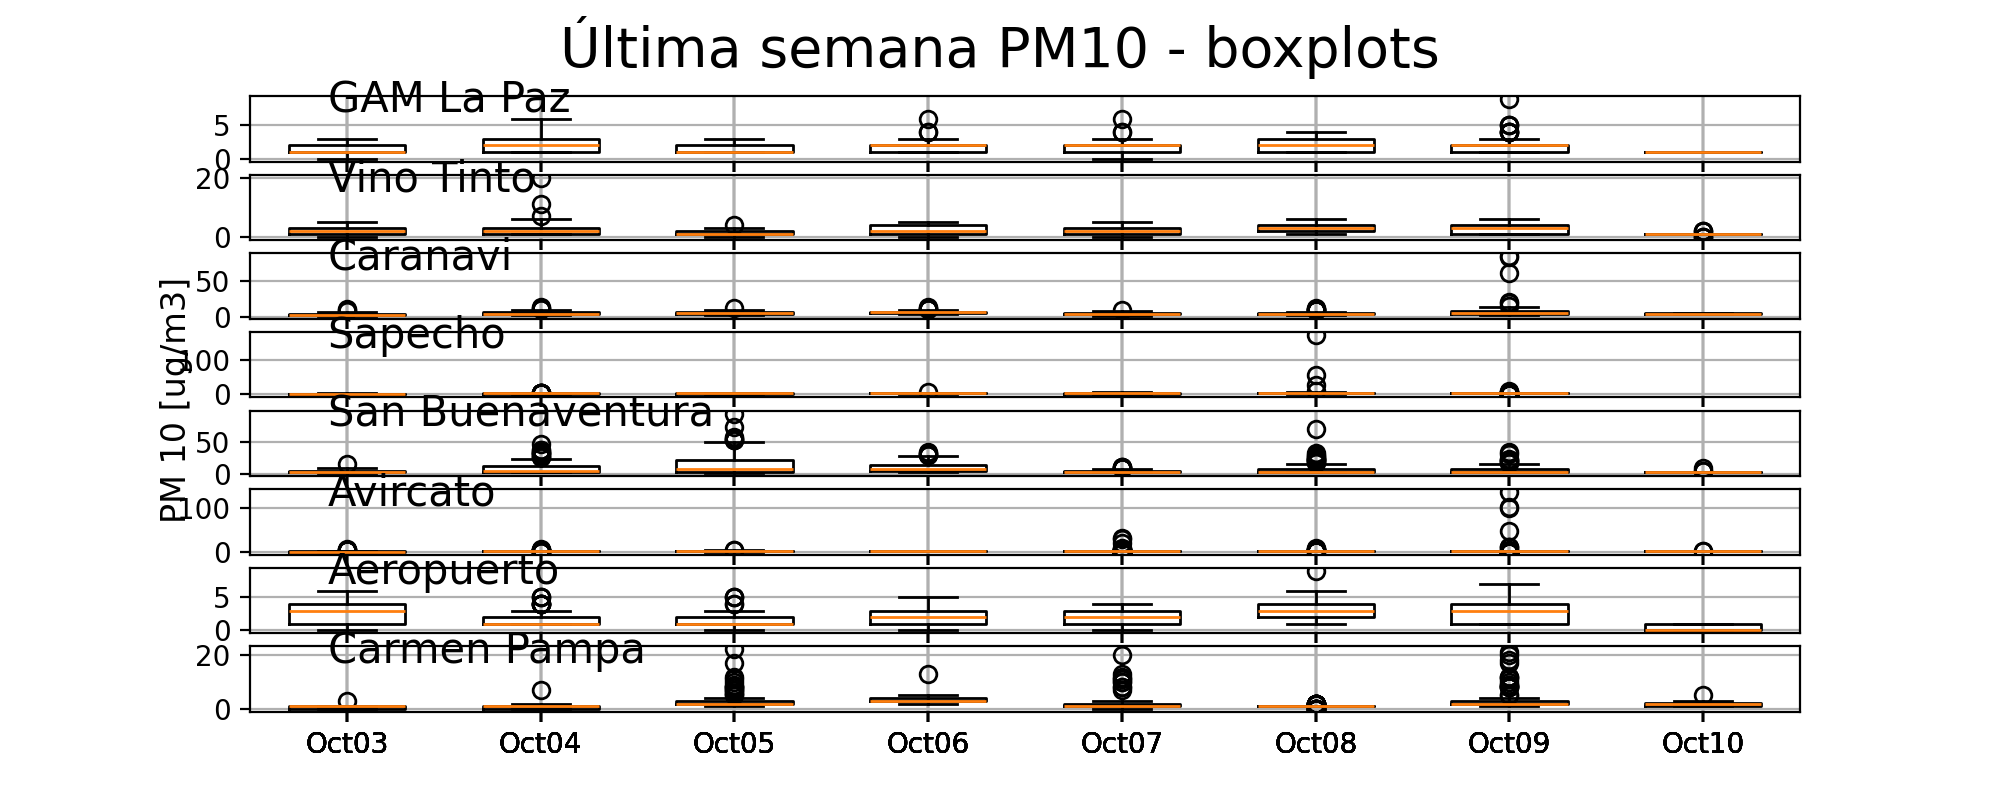 Última semana PM10 - boxplots
GAM La Paz
5
0
Vino Tinto
20
0
Caranavi
50
0
Sapecho
100
0
San Buenaventura
50
0
Avircato
100
0
Aeropuerto
5
0
Carmen Pampa
20
0
PM 10 [ug/m3]
Oct03 Oct04 Oct05 Oct06 Oct07 Oct08 Oct09 Oct10